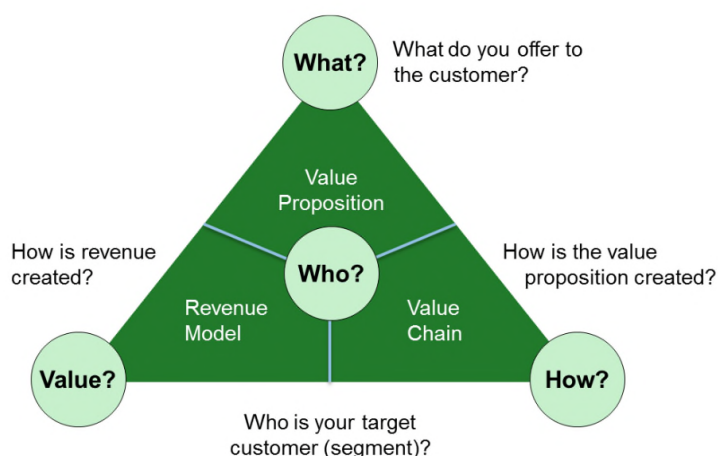 What?
What do you offer to
the customer?
Value
Proposition
How is revenue
created?
Who?
How is the value
proposition created?
Revenue
Model
Value
Chain
Value?
How?
Who is your target
customer (segment)?